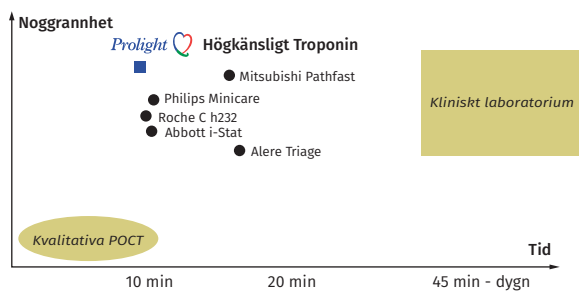 Noggrannhet
Prolight Högkänsligt Troponin
Mitsubishi Pathfast
Philips Minicare
Roche C h232
Abbott i-Stat
Alere Triage
Kliniskt laboratorium
Kvalitativa POCT
Tid
10 min 20 min 45 min - dygn